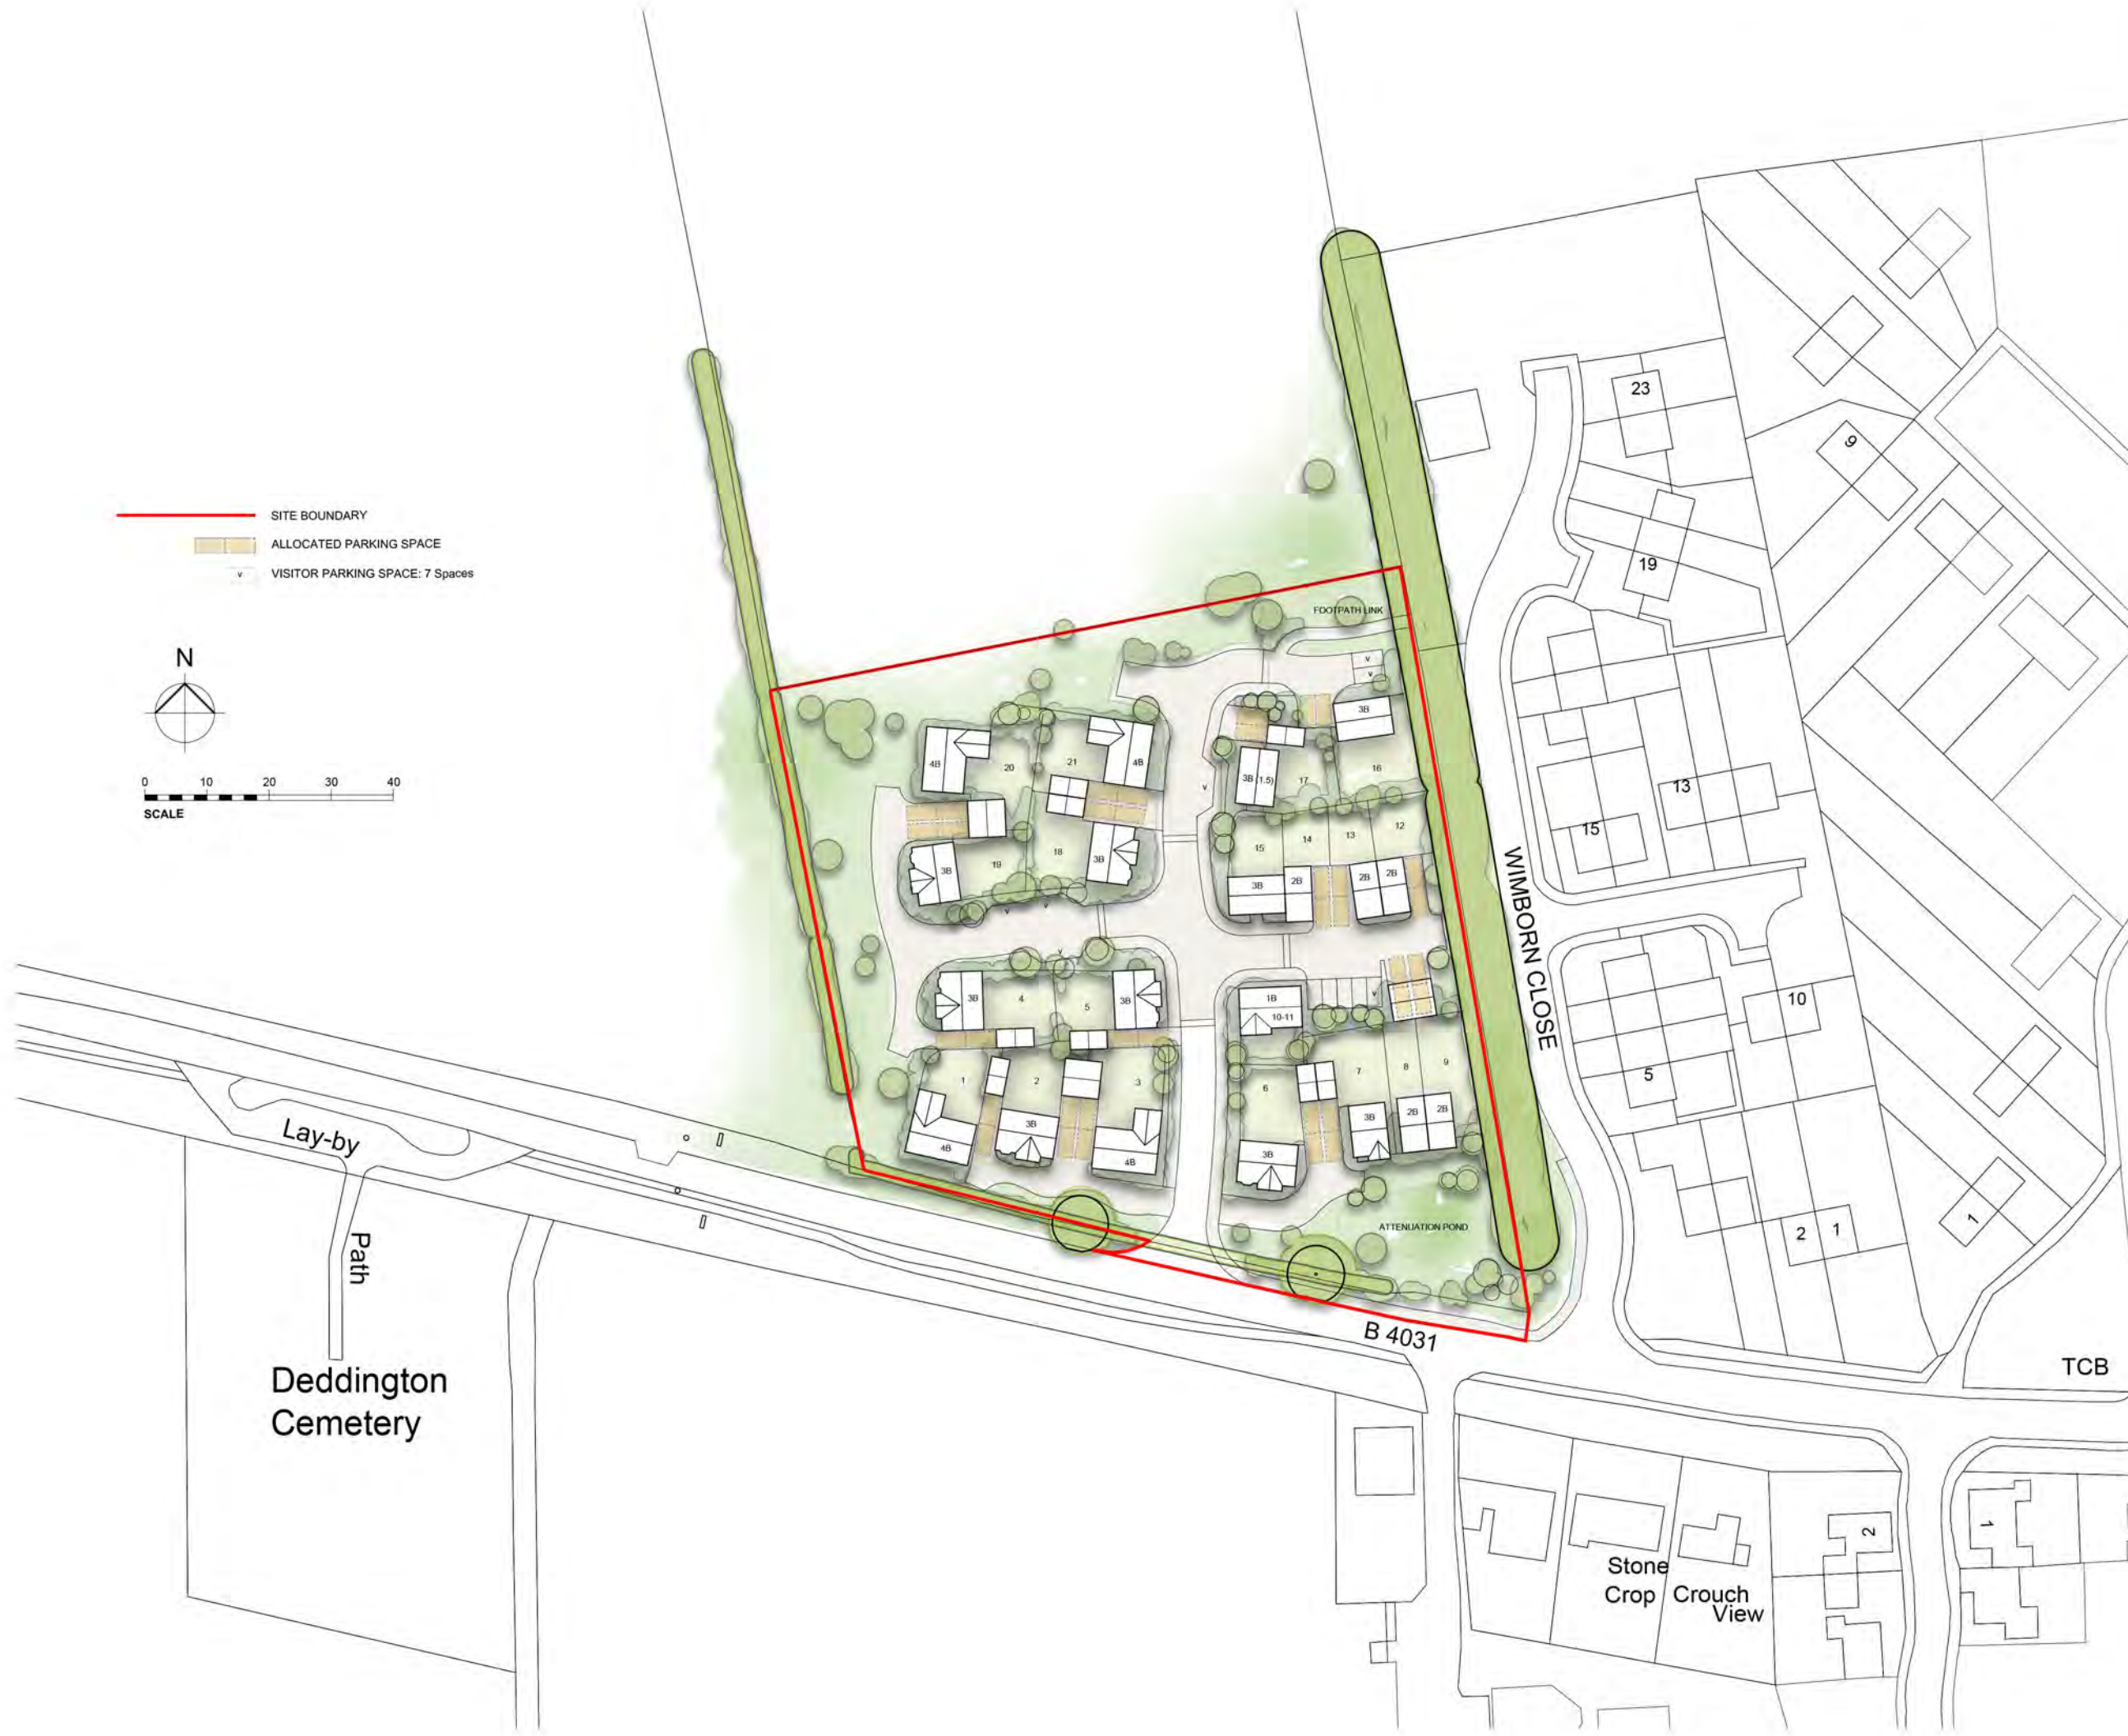 SITE BOUNDARY
ALLOCATED PARKING SPACE
v VISITOR PARKING SPACE: 7 Spaces
N
0 10 20 30 40
SCALE
FOOTPATH LINK
v
v
3B
4B
20
21
4B
3B (1.5)
17
16
v
19
3B
18
3B
15
14
13
12
3B
2B
2B
2B
v
v
v
3B
4
5
3B
1B
10-11
v
1
2
3
4B
3B
4B
6
7
8
9
3B
3B
2B
2B
ATTENUATION POND
WIMBORN CLOSE
B 4031
23
19
9
15
13
10
5
2
1
1
TCB
Lay-by
Path
Deddington
Cemetery
Stone
Crop
Crouch
View
2
1